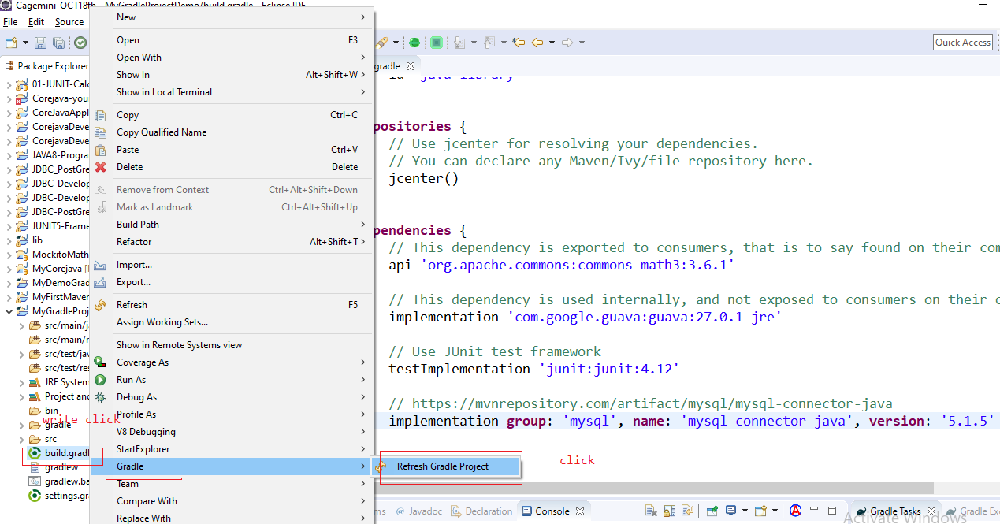 Cagemini-OCT18th - MyGradleProjectDemo/build.gradle - Eclipse IDE
File Edit Source
Quick Access
Package Explorer
01-JUNIT-Calc
Corejava-you
CoreJavaAppl
CorejavaDeve
CorejavaDeve
JAVA8-Progra
JDBC_PostGre
JDBC-Develop
JDBC-Develop
JDBC-PostGre
JUNIT5-Frame
lib
MockitoMath
MyCorejava [
MyDemoGrad
MyFirstMaven
MyGradleProj
src/main/j
src/main/r
src/test/jav
src/test/res
JRE System
Project and
bin
gradle
src
build.gradl
gradlew
gradlew.ba
settings.gr
write click
New
Open F3
Open With
Show In Alt+Shift+W
Show in Local Terminal
Copy Ctrl+C
Copy Qualified Name
Paste Ctrl+V
Delete Delete
Remove from Context Ctrl+Alt+Shift+Down
Mark as Landmark Ctrl+Alt+Shift+Up
Build Path
Refactor Alt+Shift+T
Import...
Export...
Refresh F5
Assign Working Sets...
Show in Remote Systems view
Coverage As
Run As
Debug As
Profile As
V8 Debugging
StartExplorer
Gradle
Team
Compare With
Replace With
Refresh Gradle Project
click
gradle
id 'java-library'
positories {
// Use jcenter for resolving your dependencies.
// You can declare any Maven/Ivy/file repository here.
jcenter()
pendencies {
// This dependency is exported to consumers, that is to say found on their com
api 'org.apache.commons:commons-math3:3.6.1'
// This dependency is used internally, and not exposed to consumers on their o
implementation 'com.google.guava:guava:27.0.1-jre'
// Use JUnit test framework
testImplementation 'junit:junit:4.12'
// https://mvnrepository.com/artifact/mysql/mysql-connector-java
implementation group: 'mysql', name: 'mysql-connector-java', version: '5.1.5'
ms @ Javadoc Declaration Console Gradle Tasks Gradle Exe
Activate Windows